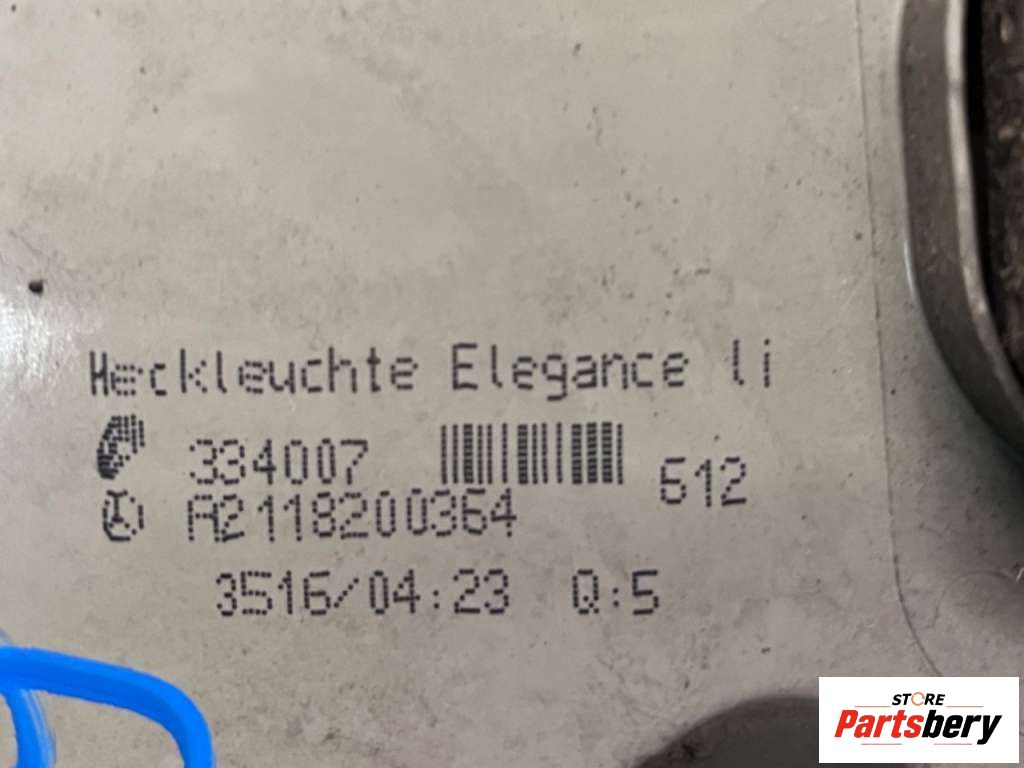 Heckleuchte Elegance li
334007
612
A2118200364
3516/04:23 Q:5
STORE
Partsbery